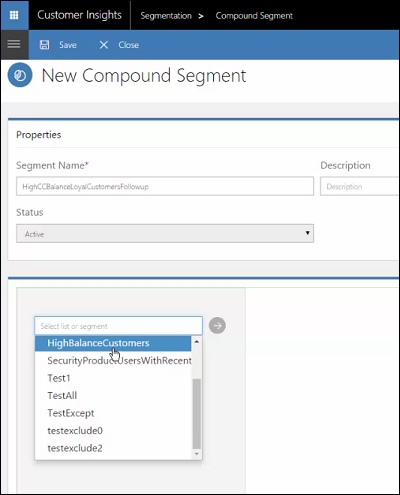 Customer Insights Segmentation > Compound Segment
Save Close
New Compound Segment
Properties
Segment Name* Description
HighCCBalanceLoyalCustomersFollowup Description
Status
Active
Select list or segment
HighBalanceCustomers
SecurityProductUsersWithRecent
Test1
TestAll
TestExcept
testexclude0
testexclude2